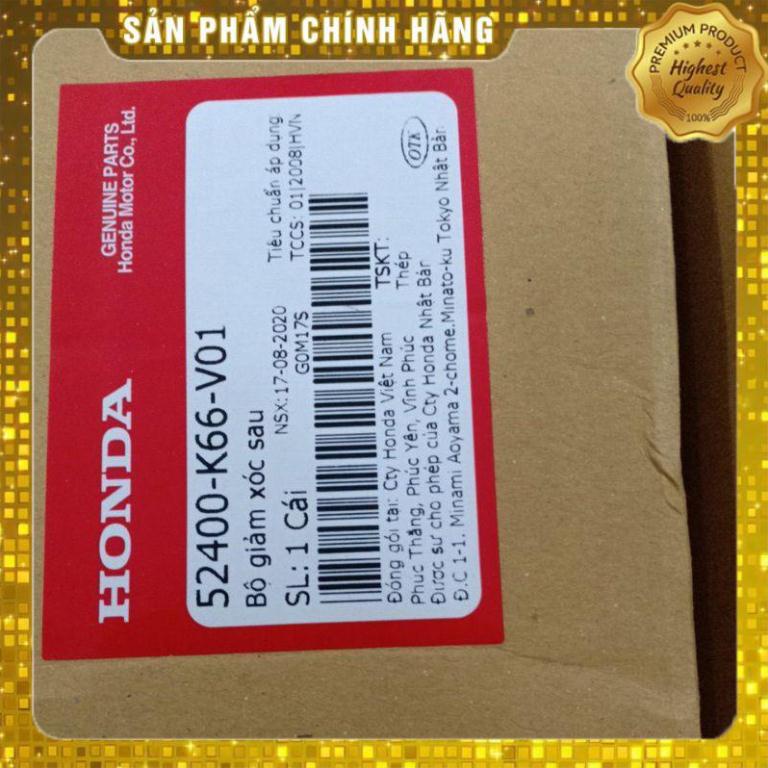 SẢN PHẨM CHÍNH HÃNG
PREMIUM PRODUCT
Highest
Quality
100%
HONDA
GENUINE PARTS
Honda Motor Co., Ltd.
52400-K66-V01
Bộ giảm xóc sau
NSX: 17-08-2020
Tiêu chuẩn áp dụng
SL: 1 Cái
G0M17S
TCCS: 01|2008|HVN
TSKT:
Đóng gói tại: Cty Honda Việt Nam
Thép
Phuc Thắng, Phúc Yên, Vĩnh Phúc
Được sư cho phép của Cty Honda Nhật Bản
Đ.C 1-1. Minami Aoyama 2-chome.Minato-ku Tokyo Nhật Bản
OTK